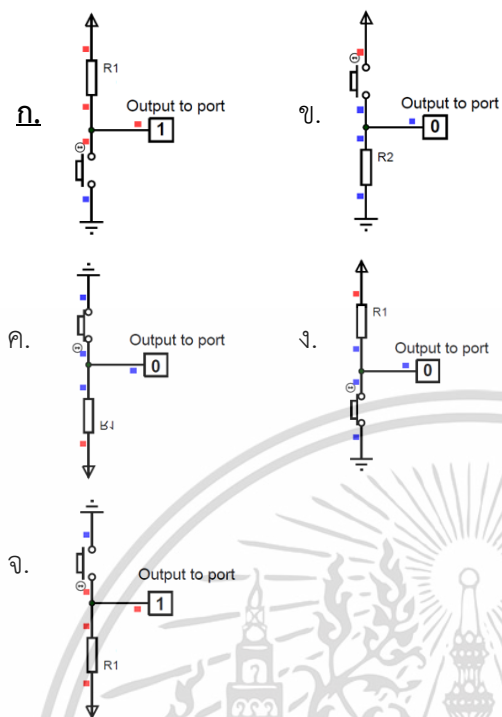 R1
Output to port
ก.
1
Output to port
ข.
0
R2
Output to port
ค.
0
R1
R1
Output to port
ง.
0
จ.
Output to port
1
R1